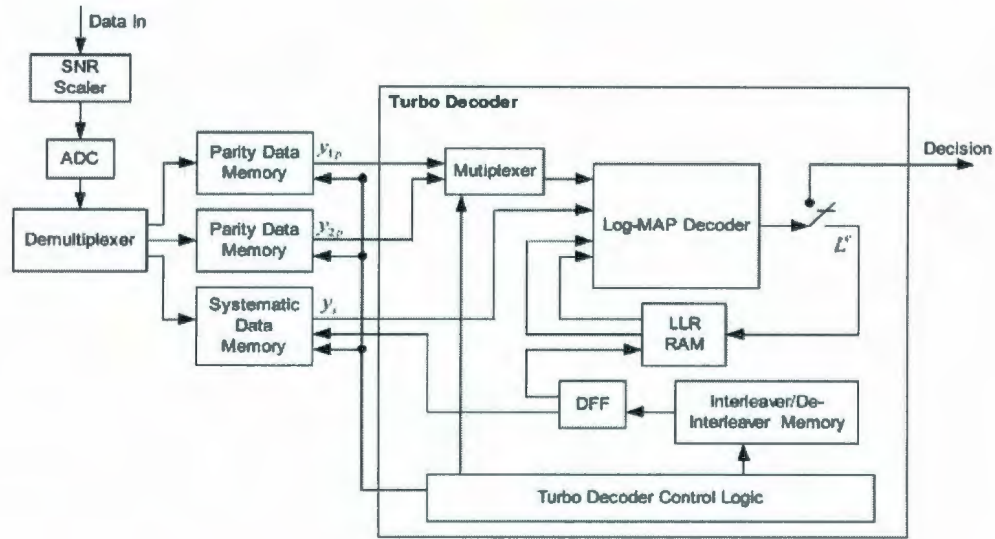 Data In
SNR
Scaler
ADC
Demultiplexer
Parity Data
Memory
Parity Data
Memory
Systematic
Data
Memory
y1p
y2p
ys
Turbo Decoder
Mutiplexer
Log-MAP Decoder
Decision
LLR
RAM
DFF
Interleaver/De-
Interleaver Memory
Turbo Decoder Control Logic